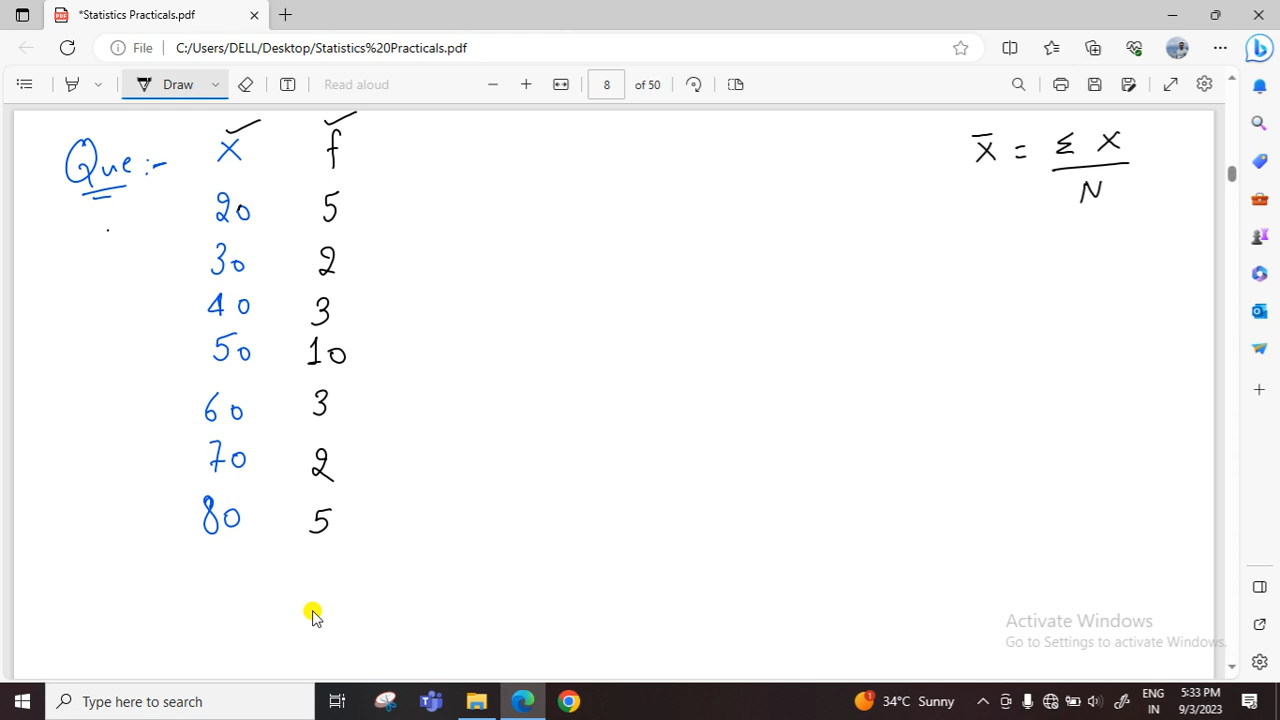 *Statistics Practicals.pdf
File C:/Users/DELL/Desktop/Statistics%20Practicals.pdf
Draw Read aloud 8 of 50
Que :- X f
X̄ = Σ X / N
20 5
30 2
40 3
50 10
60 3
70 2
80 5
Activate Windows
Go to Settings to activate Windows.
Type here to search
1 34°C Sunny
ENG 5:33 PM
IN 9/3/2023